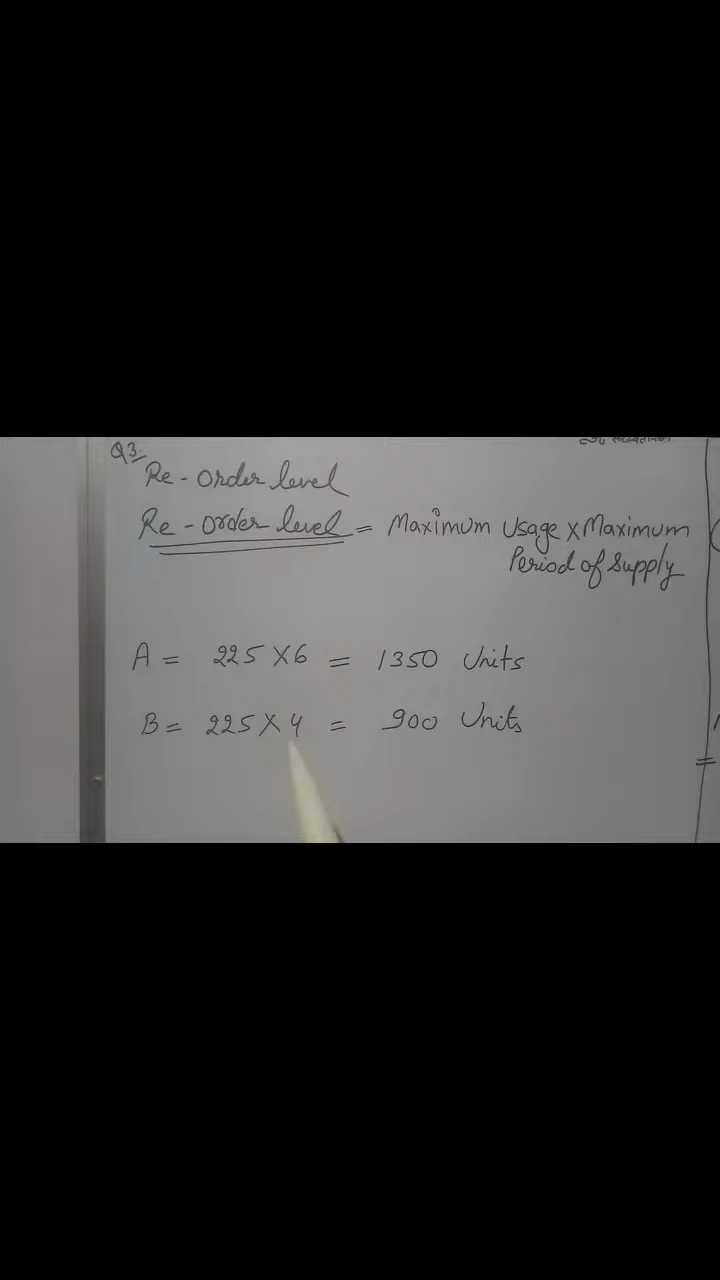 Q3.
Re-Order level
Re-Order level = Maximum Usage X Maximum
Period of Supply
A = 225 X 6 = 1350 Units
B = 225 X 4 = 900 Units
=